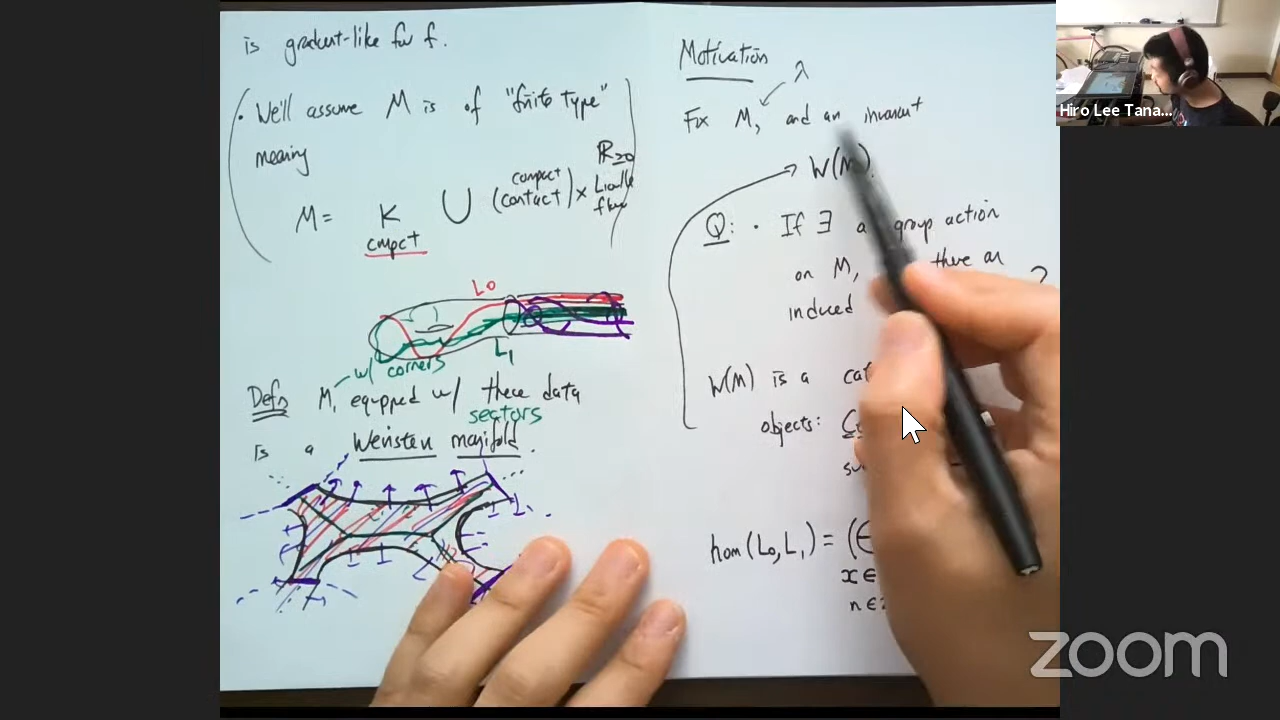 is gradient-like for f.
• We'll assume M is of "finite type"
meaning
M = K ∪ (compact contact) × R≥0 Liouville flow
cmpct
L0
L1
w/ corners
Defn M, equipped w/ these data
sectors
is a Weinstein manifold.
Motivation
λ
Fix M, and an invariant
W(M).
Q: • If ∃ a group action
on M, there an
induced ?
W(M) is a
objects:
hom(L0, L1) = (
x ∈
n ∈
Hiro Lee Tana...
zoom